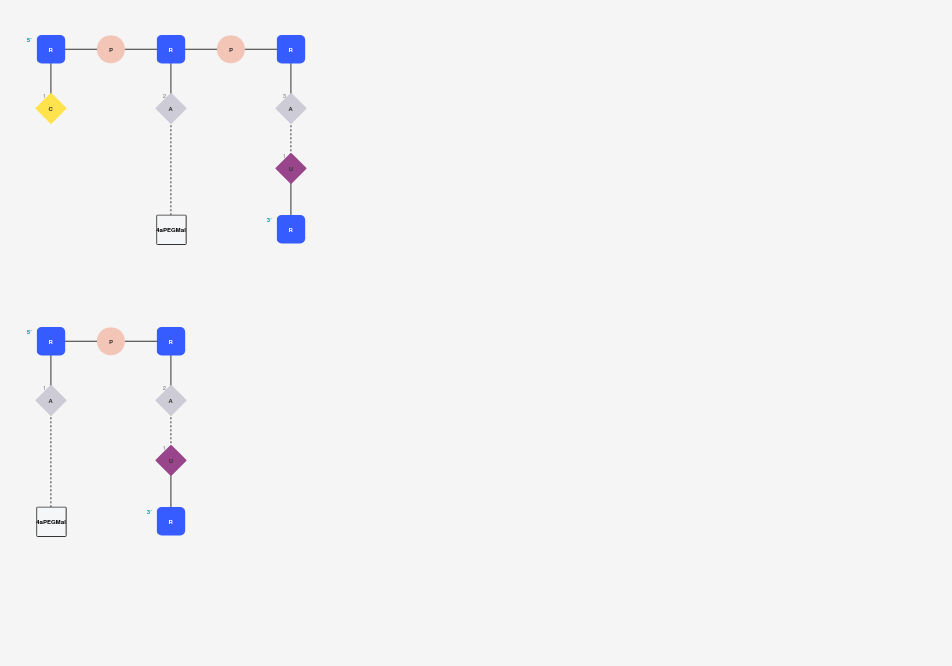 5'
R P R P R
1 2 3
C A A
1
U
3'
4aPEGMal R
5'
R P R
1 2
A A
1
U
3'
4aPEGMal R